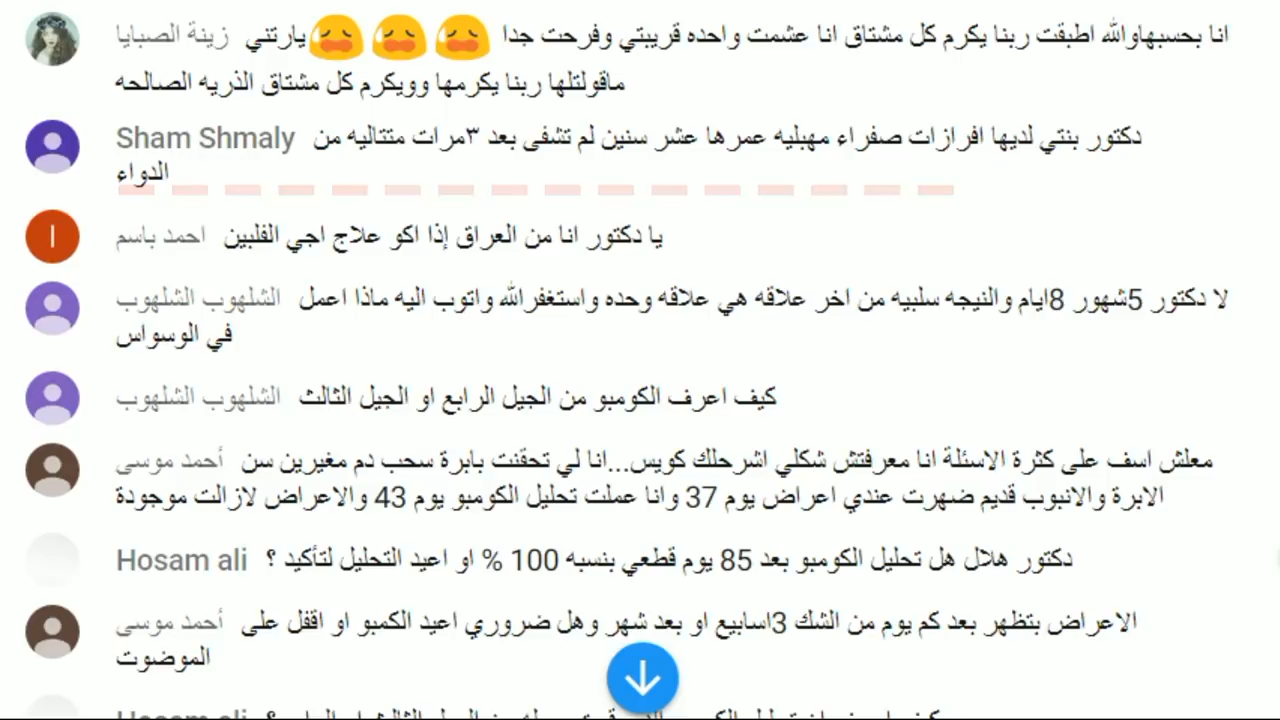 زينة الصبايا انا بحسبهاوالله اطبقت ربنا يكرم كل مشتاق انا عشمت واحده قريبتي وفرحت جدا 😥😥😥يارتني
ماقولتلها ربنا يكرمها وويكرم كل مشتاق الذريه الصالحه
Sham Shmaly دكتور بنتي لديها افرازات صفراء مهبليه عمرها عشر سنين لم تشفى بعد ٣مرات متتاليه من
الدواء
احمد باسم يا دكتور انا من العراق إذا اكو علاج اجي الفلبين
الشلهوب الشلهوب لا دكتور 5شهور 8ايام والنيجه سلبيه من اخر علاقه هي علاقه وحده واستغفرالله واتوب اليه ماذا اعمل
في الوسواس
الشلهوب الشلهوب كيف اعرف الكومبو من الجيل الرابع او الجيل الثالث
أحمد موسى معلش اسف على كثرة الاسئلة انا معرفتش شكلي اشرحلك كويس...انا لي تحقنت بابرة سحب دم مغيرين سن
الابرة والانبوب قديم ضهرت عندي اعراض يوم 37 وانا عملت تحليل الكومبو يوم 43 والاعراض لازالت موجودة
Hosam ali دكتور هلال هل تحليل الكومبو بعد 85 يوم قطعي بنسبه 100 % او اعيد التحليل لتأكيد ؟
أحمد موسى الاعراض بتظهر بعد كم يوم من الشك 3اسابيع او بعد شهر وهل ضروري اعيد الكمبو او اقفل على
الموضوت
Hosam ali